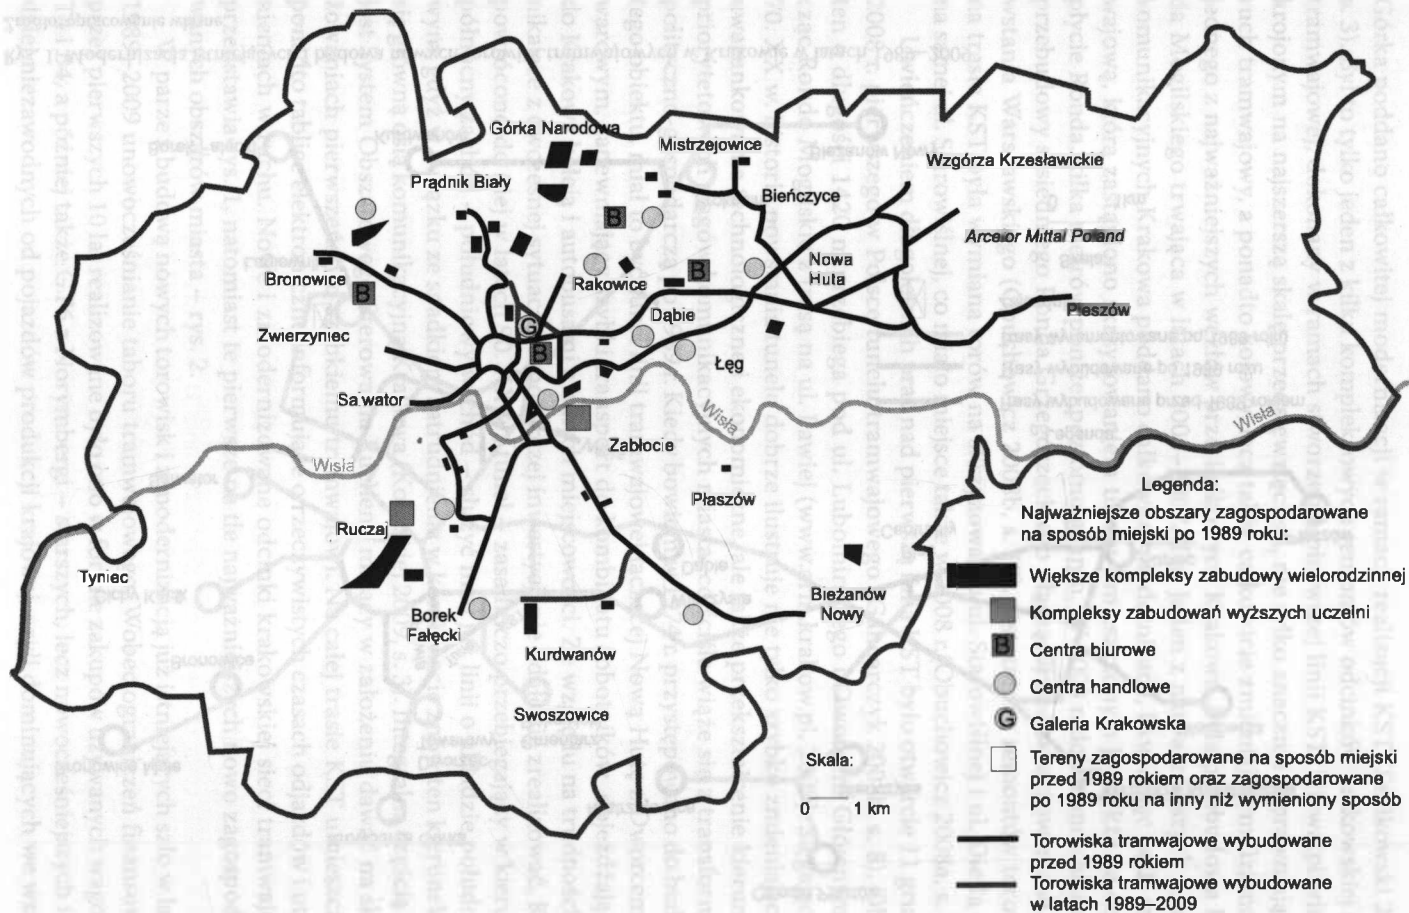 Górka Narodowa
Mistrzejowice
Wzgórza Krzesławickie
Prądnik Biały
Bieńczyce
B
Arcelor Mittal Poland
Nowa
Huta
Bronowice
Rakowice
B
B
Pleszów
G
Dąbie
Zwierzyniec
B
Łęg
Salwator
Wisła
Wisła
Zabłocie
Wisła
Płaszów
Ruczaj
Tyniec
Bieżanów
Nowy
Borek
Fałęcki
Kurdwanów
Swoszowice
Skala:
0 1 km
Legenda:
Najważniejsze obszary zagospodarowane
na sposób miejski po 1989 roku:
Większe kompleksy zabudowy wielorodzinnej
Kompleksy zabudowań wyższych uczelni
B Centra biurowe
Centra handlowe
G Galeria Krakowska
Tereny zagospodarowane na sposób miejski
przed 1989 rokiem oraz zagospodarowane
po 1989 roku na inny niż wymieniony sposób
Torowiska tramwajowe wybudowane
przed 1989 rokiem
Torowiska tramwajowe wybudowane
w latach 1989–2009